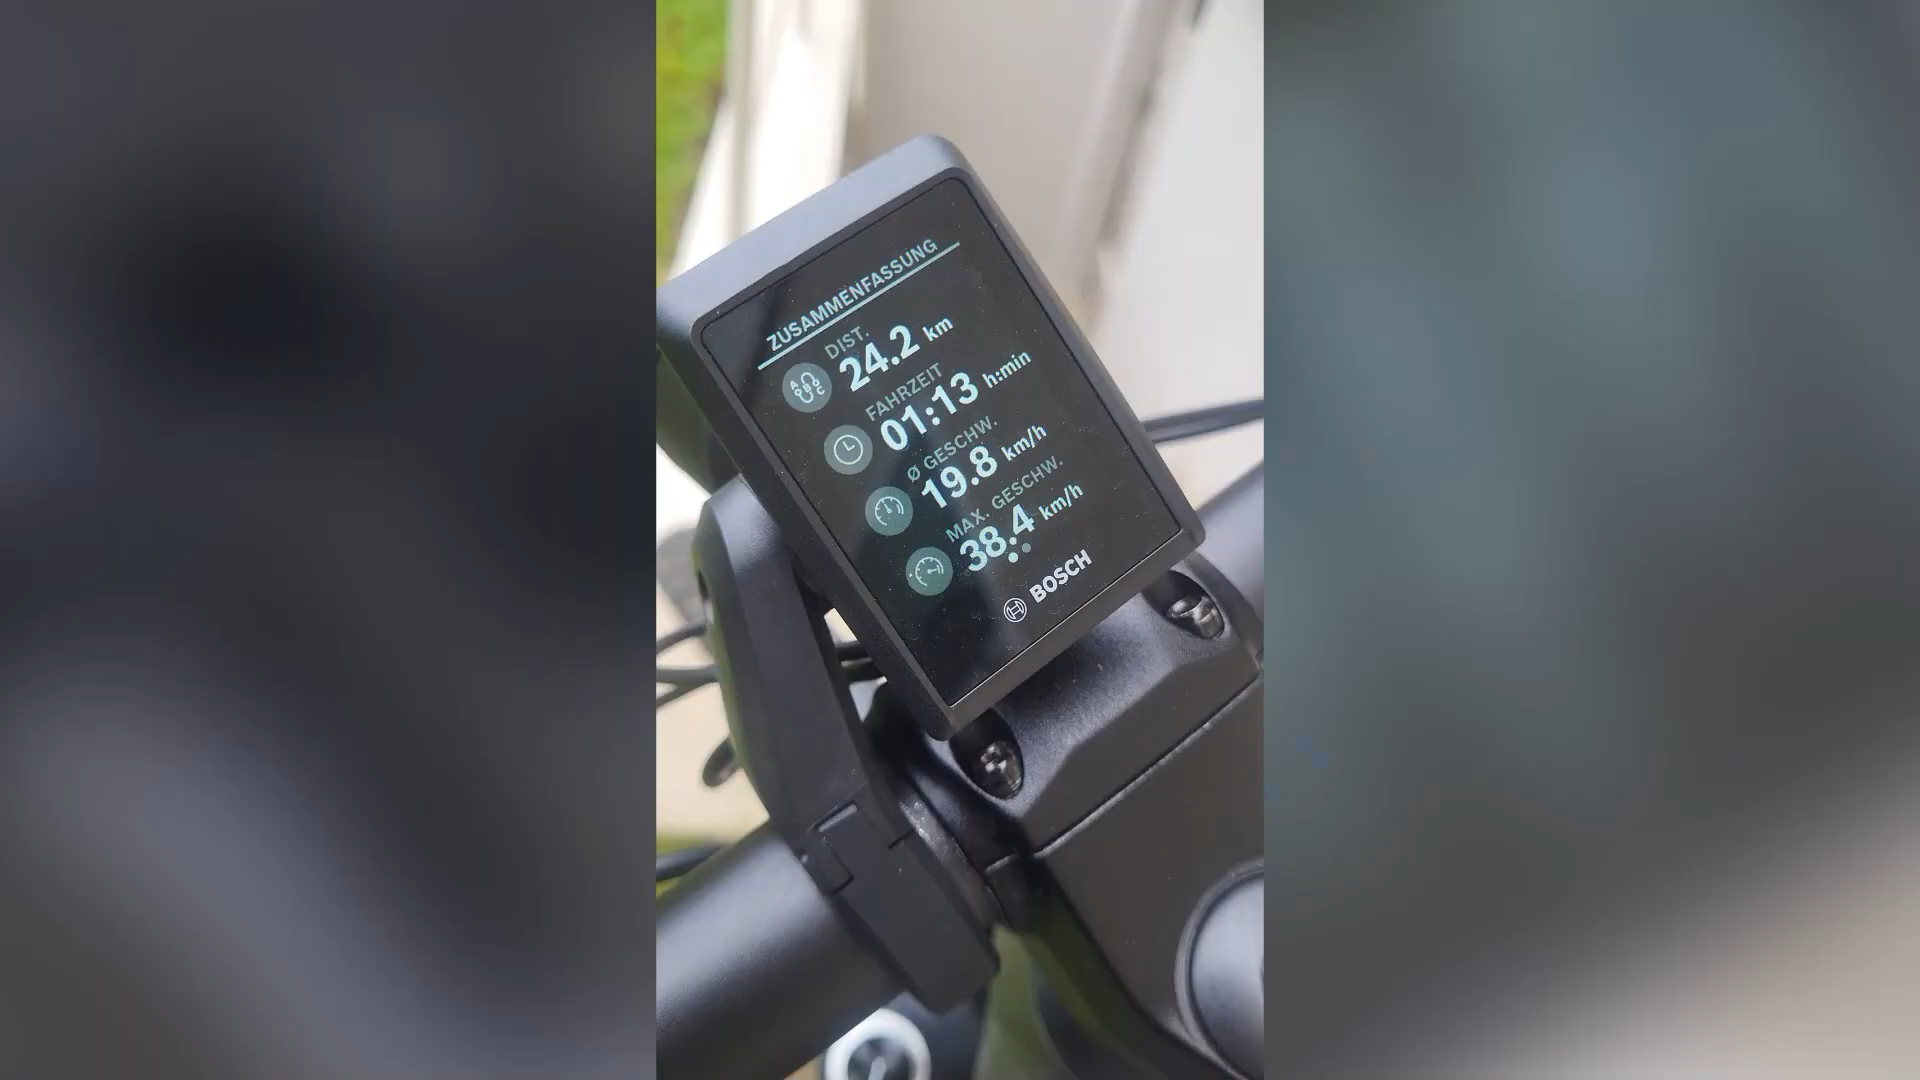 ZUSAMMENFASSUNG
DIST.
24.2 km
FAHRZEIT
01:13 h:min
Ø GESCHW.
19.8 km/h
MAX. GESCHW.
38.4 km/h
BOSCH